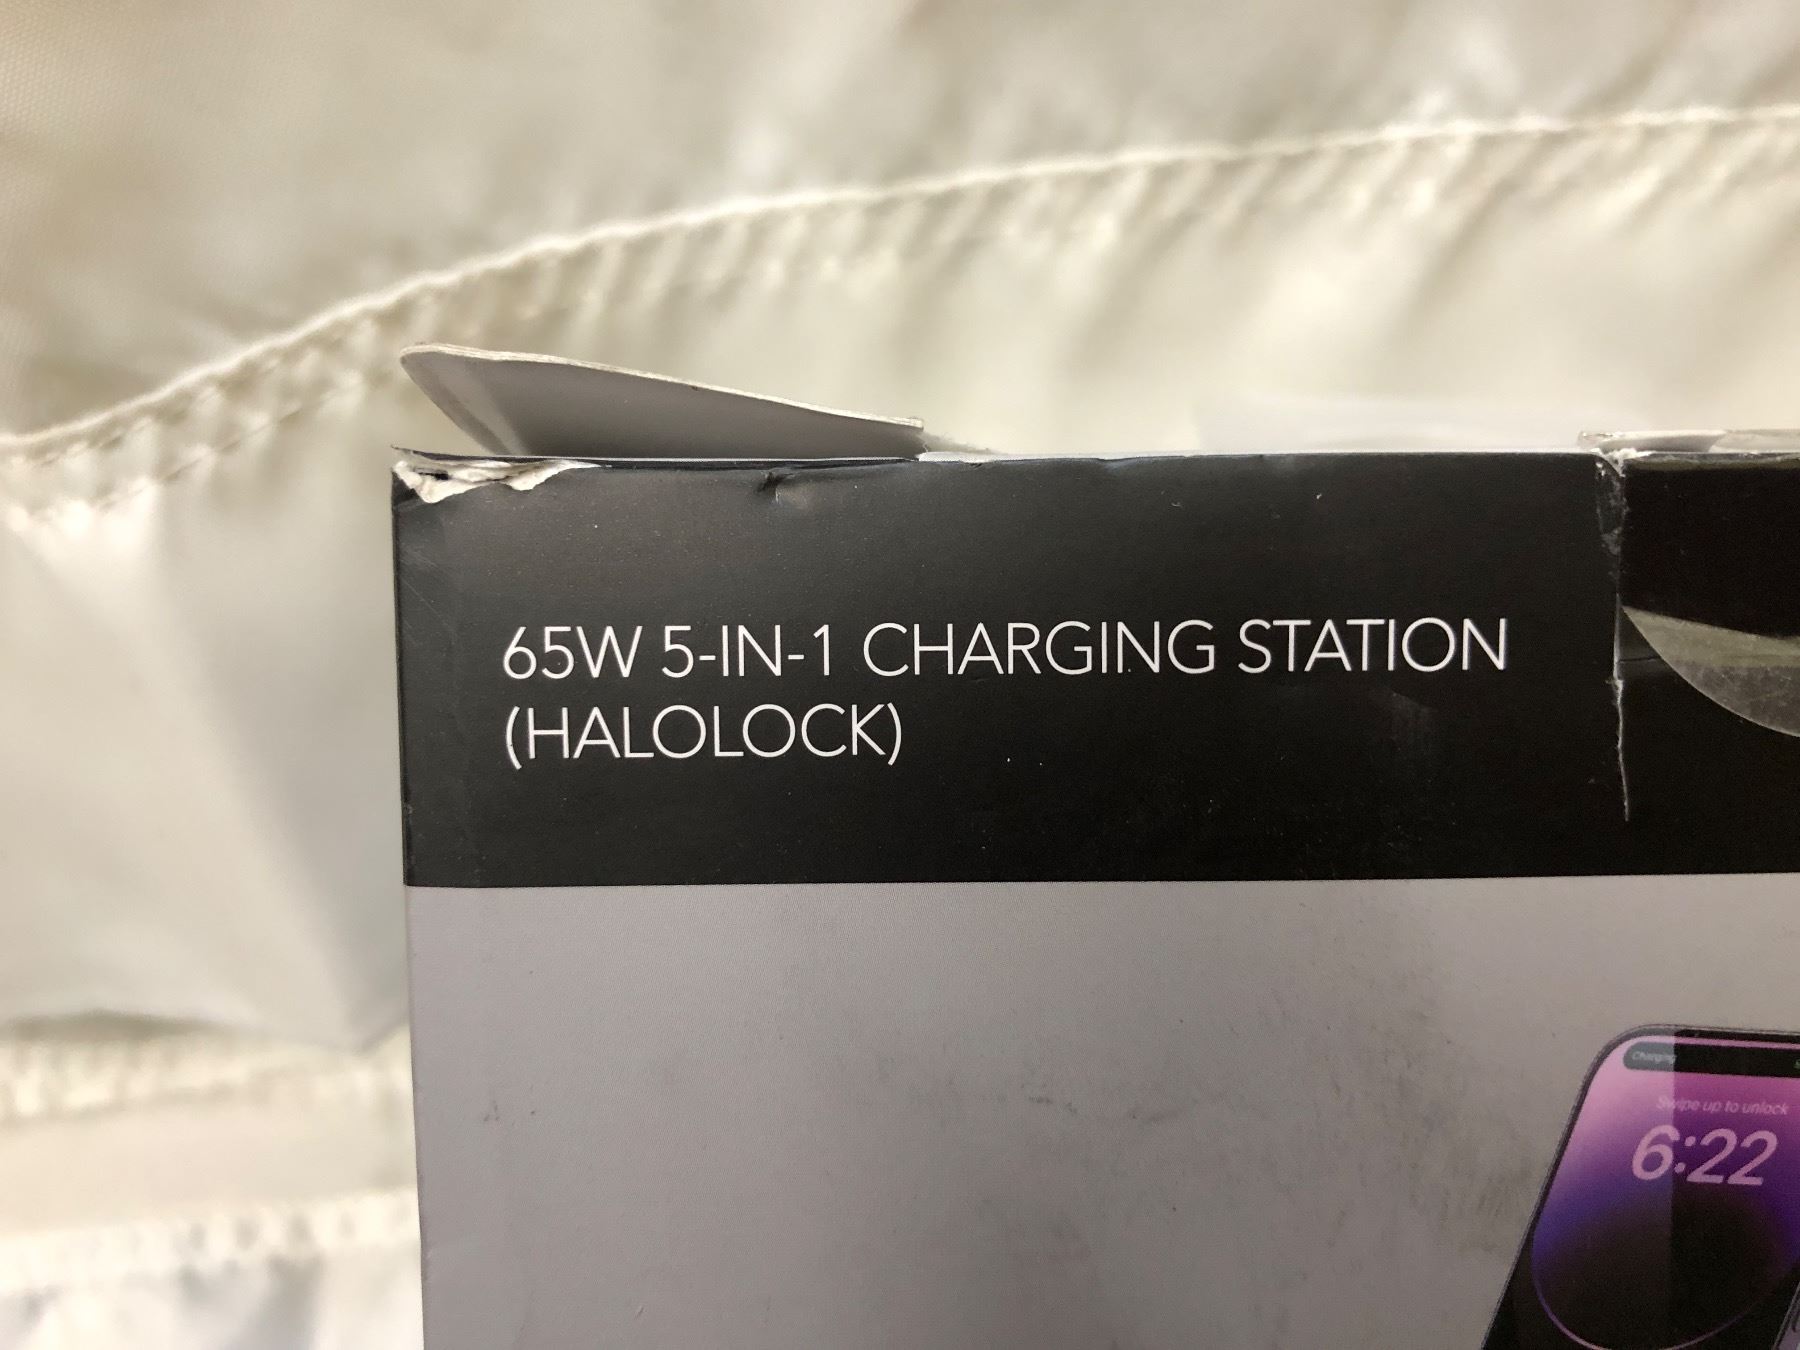 65W 5-IN-1 CHARGING STATION
(HALOLOCK)
Charging
Swipe up to unlock
6:22